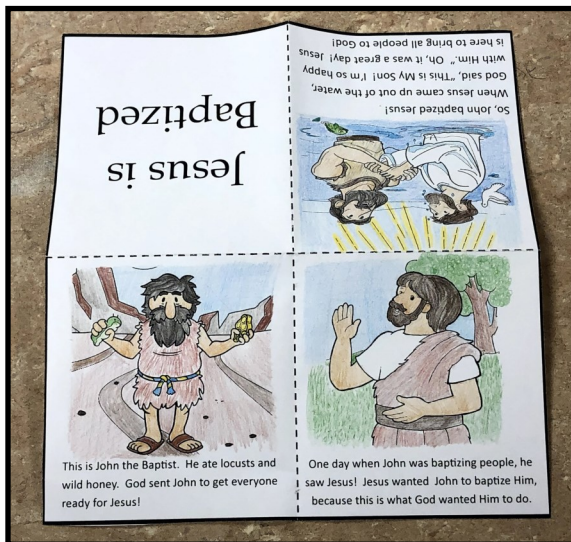 Jesus is
Baptized
This is John the Baptist. He ate locusts and
wild honey. God sent John to get everyone
ready for Jesus!
One day when John was baptizing people, he
saw Jesus! Jesus wanted John to baptize Him,
because this is what God wanted Him to do.
So, John baptized Jesus!
When Jesus came up out of the water,
God said, “This is My Son! I’m so happy
with Him.” Oh, it was a great day! Jesus
is here to bring all people to God!